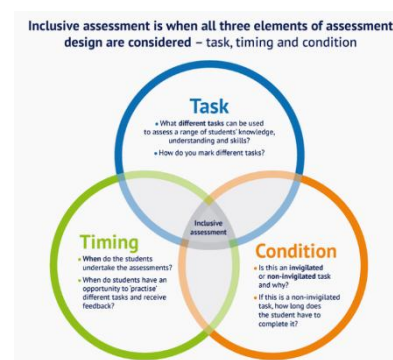 Inclusive assessment is when all three elements of assessment
design are considered – task, timing and condition
Task
• What different tasks can be used
to assess a range of students' knowledge,
understanding and skills?
• How do you mark different tasks?
Inclusive
assessment
Timing
• When do the students
undertake the assessments?
• When do students have an
opportunity to 'practise'
different tasks and receive
feedback?
Condition
• Is this an invigilated
or non-invigilated task
and why?
• If this is a non-invigilated
task, how long does
the student have to
complete it?